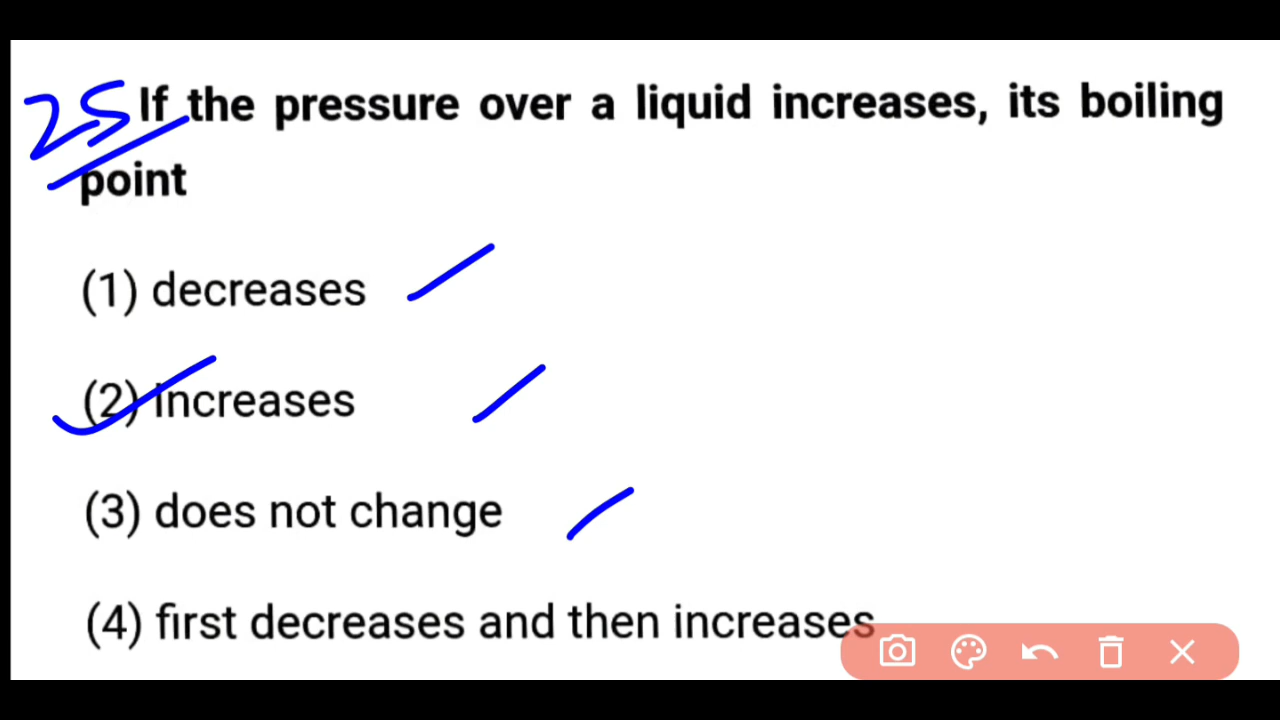 25 If the pressure over a liquid increases, its boiling
point
(1) decreases
(2) increases
(3) does not change
(4) first decreases and then increases